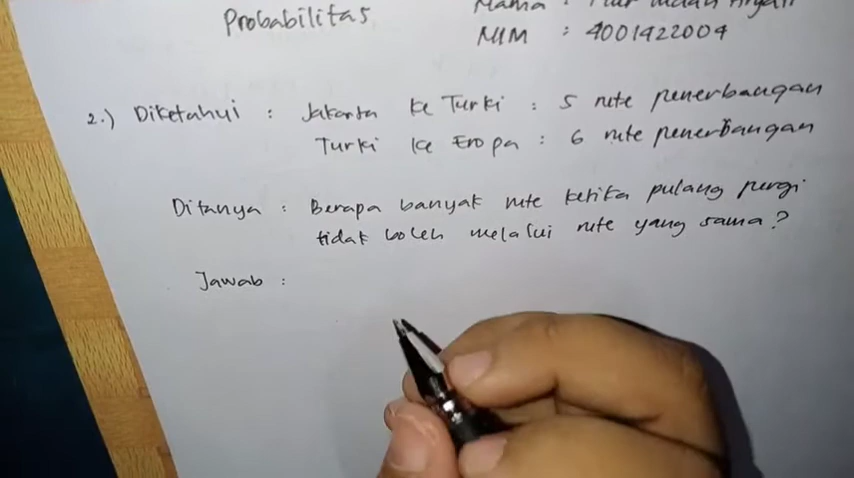 Probabilitas
Nama :
NIM : 4001422004
2.) Diketahui : Jakarta ke Turki : 5 rute penerbangan
Turki ke Eropa : 6 rute penerbangan
Ditanya : Berapa banyak rute ketika pulang pergi
tidak boleh melalui rute yang sama?
Jawab :